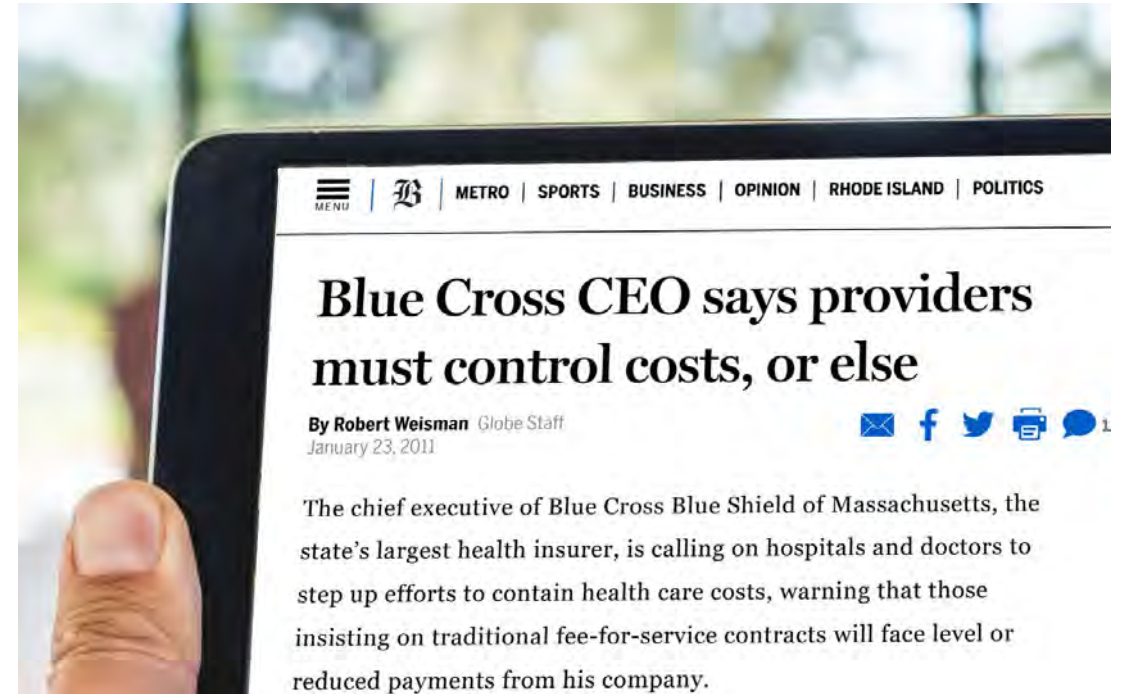 MENU | B | METRO | SPORTS | BUSINESS | OPINION | RHODE ISLAND | POLITICS
Blue Cross CEO says providers
must control costs, or else
By Robert Weisman Globe Staff
January 23, 2011
The chief executive of Blue Cross Blue Shield of Massachusetts, the
state's largest health insurer, is calling on hospitals and doctors to
step up efforts to contain health care costs, warning that those
insisting on traditional fee-for-service contracts will face level or
reduced payments from his company.